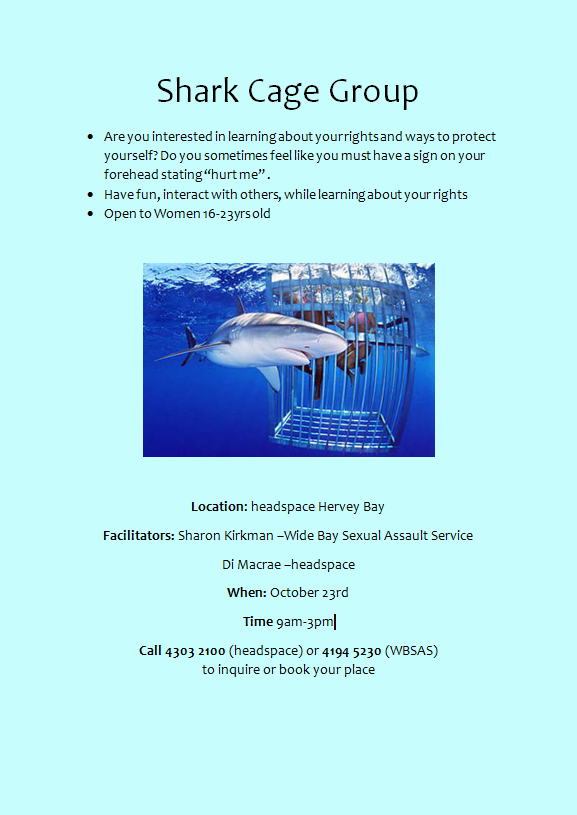 Shark Cage Group
• Are you interested in learning about your rights and ways to protect
yourself? Do you sometimes feel like you must have a sign on your
forehead stating “hurt me” .
• Have fun, interact with others, while learning about your rights
• Open to Women 16-23yrs old
Location: headspace Hervey Bay
Facilitators: Sharon Kirkman –Wide Bay Sexual Assault Service
Di Macrae –headspace
When: October 23rd
Time 9am-3pm
Call 4303 2100 (headspace) or 4194 5230 (WBSAS)
to inquire or book your place